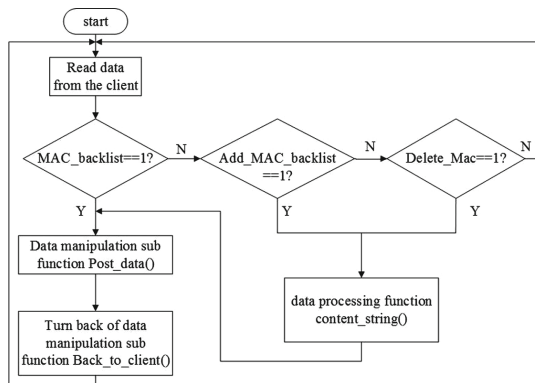 start
Read data
from the client
MAC_backlist==1?
N
Add_MAC_backlist
==1?
N
Delete_Mac==1?
N
Y
Y
Y
Data manipulation sub
function Post_data()
data processing function
content_string()
Turn back of data
manipulation sub
function Back_to_client()